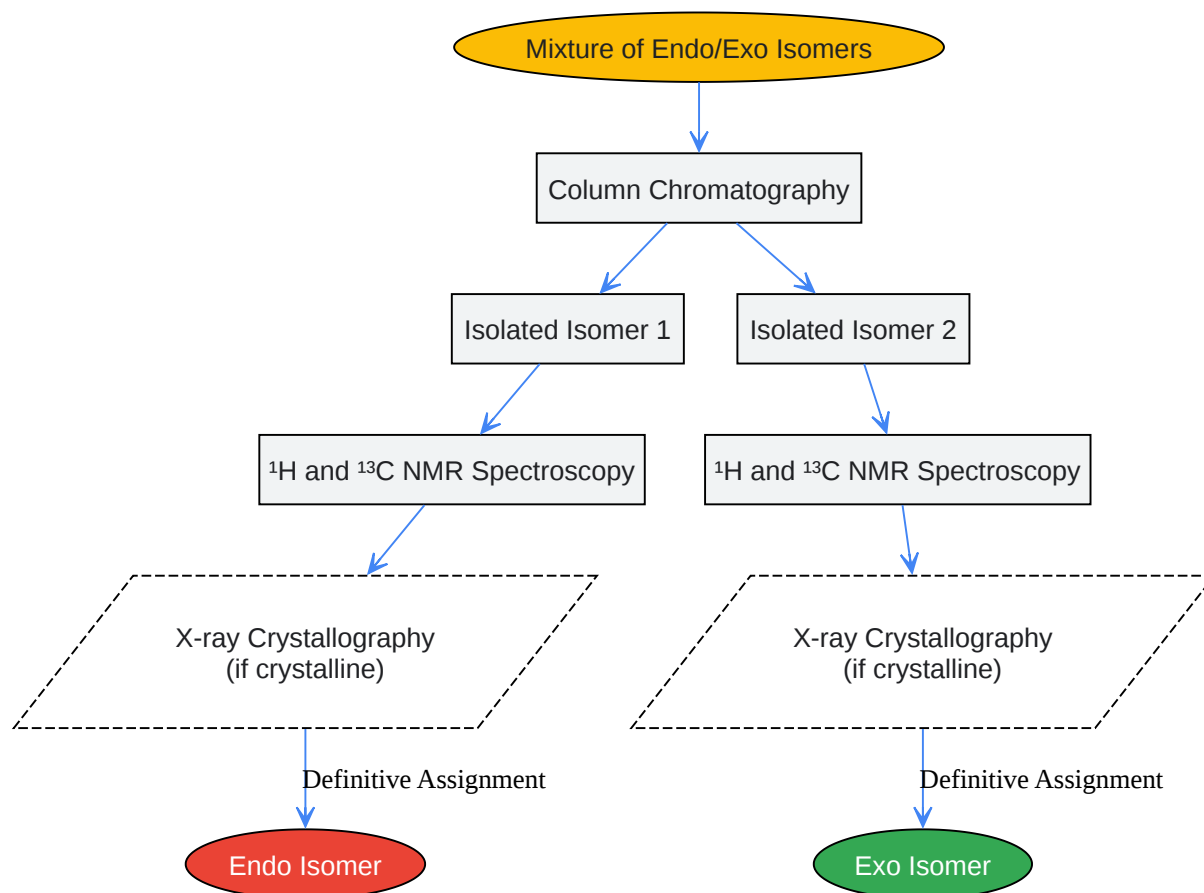 Mixture of Endo/Exo Isomers
Column Chromatography
Isolated Isomer 1
Isolated Isomer 2
¹H and ¹³C NMR Spectroscopy
¹H and ¹³C NMR Spectroscopy
X-ray Crystallography
(if crystalline)
X-ray Crystallography
(if crystalline)
Definitive Assignment
Definitive Assignment
Endo Isomer
Exo Isomer